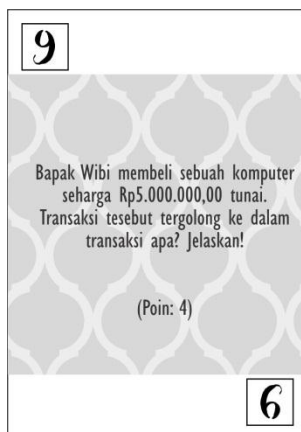 9
Bapak Wibi membeli sebuah komputer
seharga Rp5.000.000,00 tunai.
Transaksi tesebut tergolong ke dalam
transaksi apa? Jelaskan!
(Poin: 4)
6